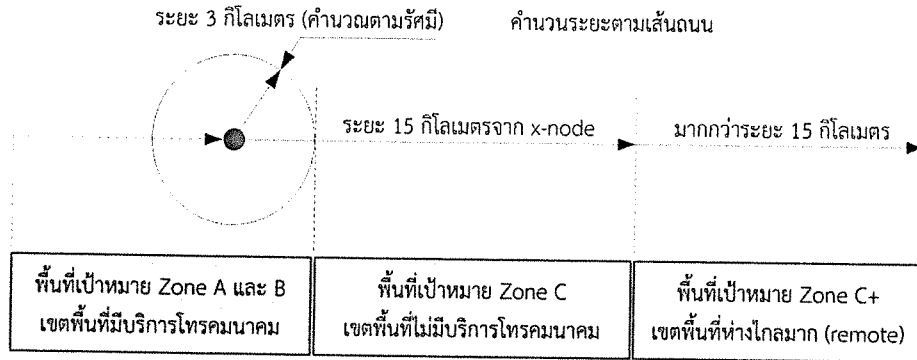 ระยะ 3 กิโลเมตร (คำนวณตามรัศมี)
คำนวนระยะตามเส้นถนน
ระยะ 15 กิโลเมตรจาก x-node
มากกว่าระยะ 15 กิโลเมตร
พื้นที่เป้าหมาย Zone A และ B
เขตพื้นที่มีบริการโทรคมนาคม
พื้นที่เป้าหมาย Zone C
เขตพื้นที่ไม่มีบริการโทรคมนาคม
พื้นที่เป้าหมาย Zone C+
เขตพื้นที่ห่างไกลมาก (remote)